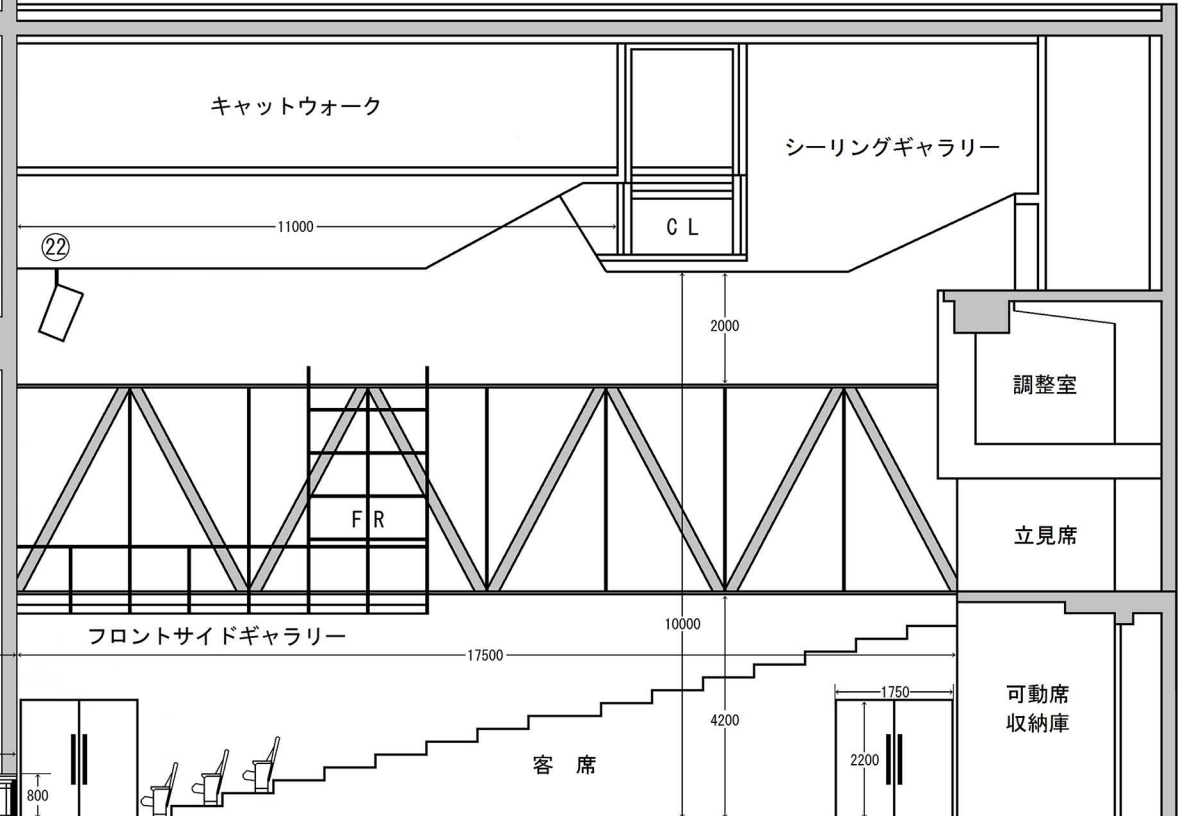 キャットウォーク
シーリングギャラリー
11000
C L
㉒
2000
調整室
F R
立見席
フロントサイドギャラリー
10000
17500
可動席
収納庫
1750
4200
客 席
2200
800